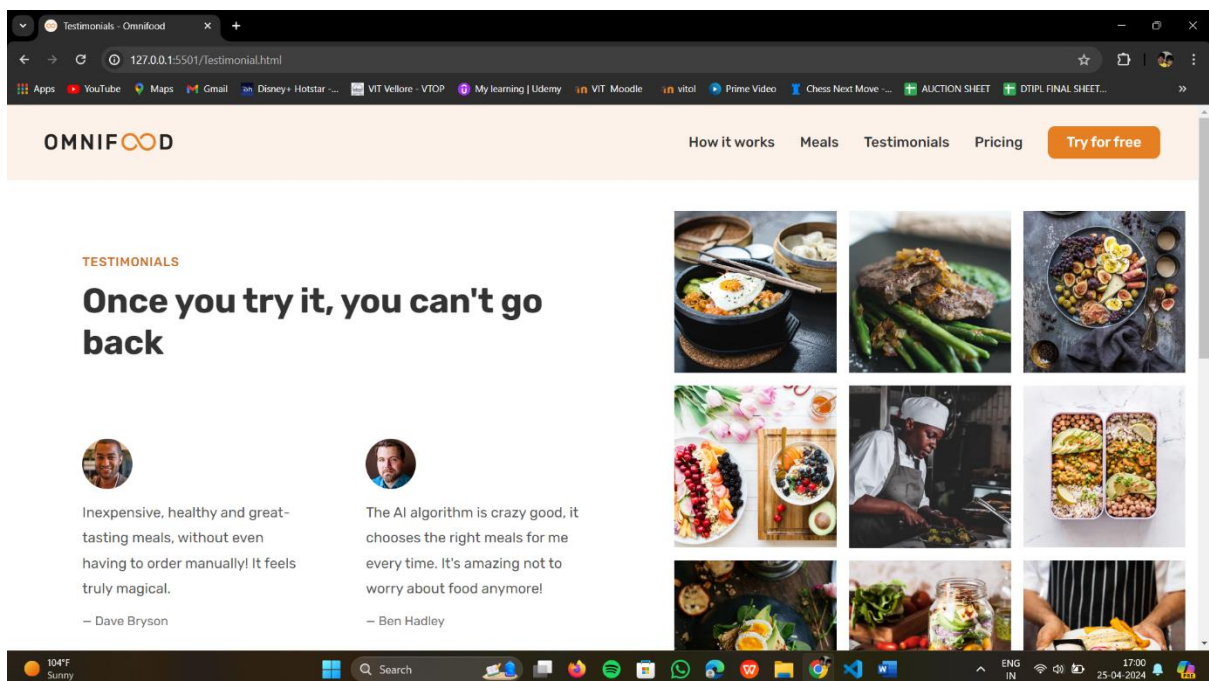 Testimonials - Omnifood
127.0.0.1:5501/Testimonial.html
Apps YouTube Maps Gmail Disney+ Hotstar -... VIT Vellore - VTOP My learning | Udemy VIT Moodle vitol Prime Video Chess Next Move -... AUCTION SHEET DTIPL FINAL SHEET...
OMNIFOOD
How it works Meals Testimonials Pricing Try for free
TESTIMONIALS
Once you try it, you can't go
back
Inexpensive, healthy and great-
tasting meals, without even
having to order manually! It feels
truly magical.
— Dave Bryson
The AI algorithm is crazy good, it
chooses the right meals for me
every time. It's amazing not to
worry about food anymore!
— Ben Hadley
104°F
Sunny
Search
ENG
IN
17:00
25-04-2024